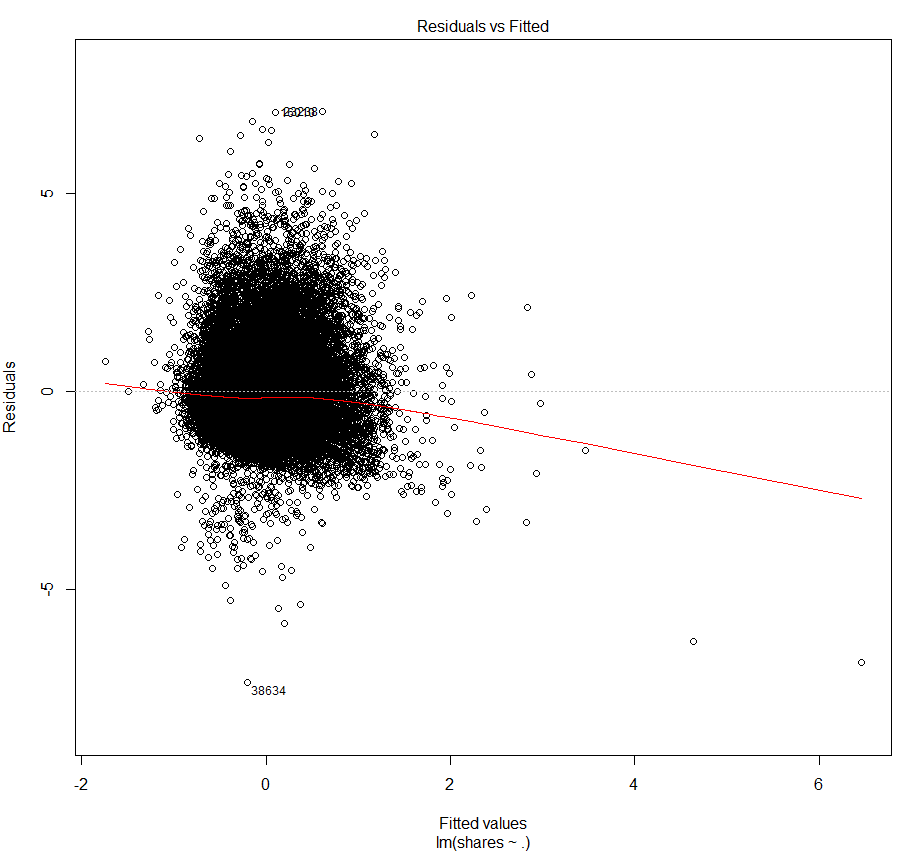 Residuals vs Fitted
5
0
-5
Residuals
38634
-2
0
2
4
6
Fitted values
lm(shares ~ .)